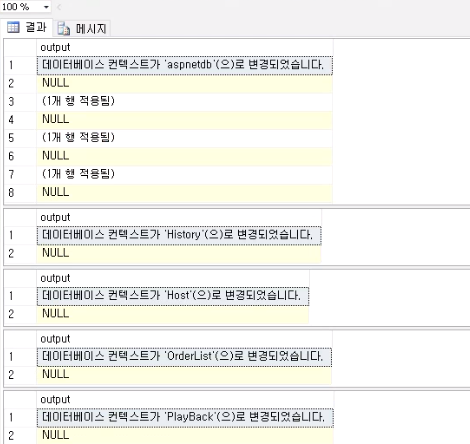 100 %
결과 메시지
output
1 데이터베이스 컨텍스트가 'aspnetdb'(으)로 변경되었습니다.
2 NULL
3 (1개 행 적용됨)
4 NULL
5 (1개 행 적용됨)
6 NULL
7 (1개 행 적용됨)
8 NULL
output
1 데이터베이스 컨텍스트가 'History'(으)로 변경되었습니다.
2 NULL
output
1 데이터베이스 컨텍스트가 'Host'(으)로 변경되었습니다.
2 NULL
output
1 데이터베이스 컨텍스트가 'OrderList'(으)로 변경되었습니다.
2 NULL
output
1 데이터베이스 컨텍스트가 'PlayBack'(으)로 변경되었습니다.
2 NULL